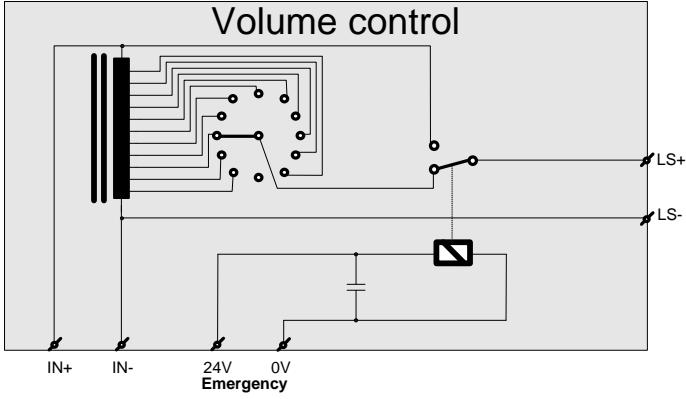 Volume control
LS+
LS-
IN+ IN- 24V 0V
Emergency